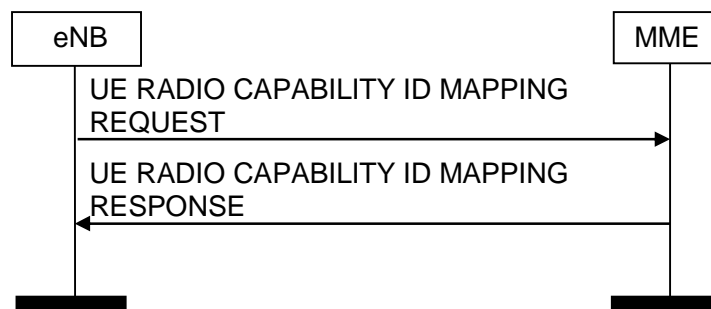 eNB
MME
UE RADIO CAPABILITY ID MAPPING
REQUEST
UE RADIO CAPABILITY ID MAPPING
RESPONSE